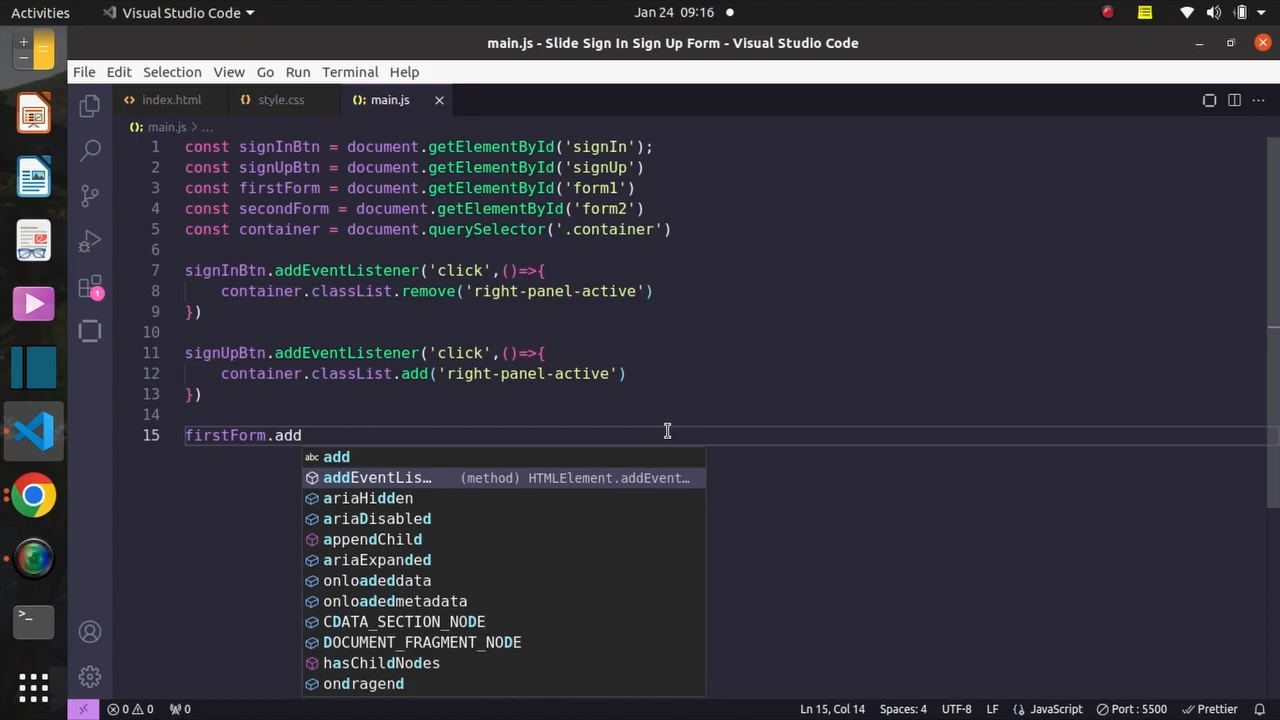 Activities
Visual Studio Code
Jan 24 09:16
main.js - Slide Sign In Sign Up Form - Visual Studio Code
File Edit Selection View Go Run Terminal Help
index.html
style.css
main.js
main.js > ...
1 const signInBtn = document.getElementById('signIn');
2 const signUpBtn = document.getElementById('signUp')
3 const firstForm = document.getElementById('form1')
4 const secondForm = document.getElementById('form2')
5 const container = document.querySelector('.container')
6
7 signInBtn.addEventListener('click',()=>{
8 container.classList.remove('right-panel-active')
9 })
10
11 signUpBtn.addEventListener('click',()=>{
12 container.classList.add('right-panel-active')
13 })
14
15 firstForm.add
abc add
addEventLis... (method) HTMLElement.addEvent...
ariaHidden
ariaDisabled
appendChild
ariaExpanded
onloadeddata
onloadedmetadata
CDATA_SECTION_NODE
DOCUMENT_FRAGMENT_NODE
hasChildNodes
ondragend
1
0 0 0 Ln 15, Col 14 Spaces: 4 UTF-8 LF JavaScript Port : 5500 Prettier